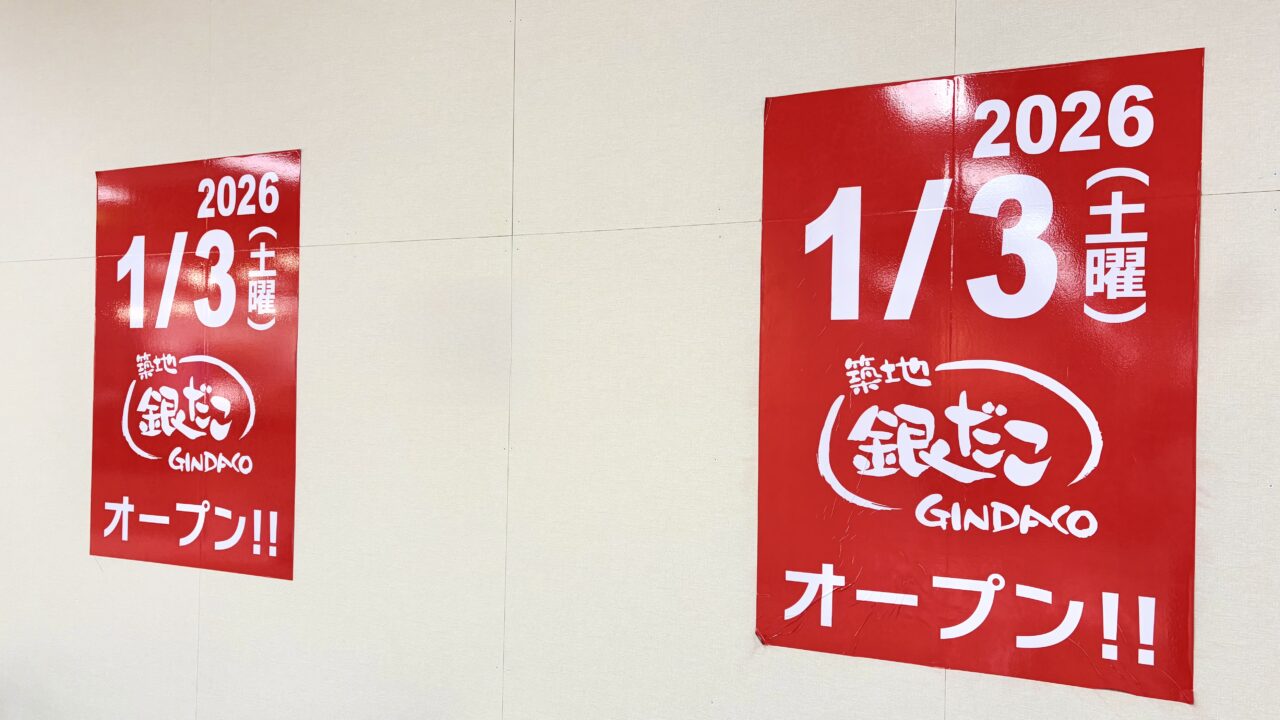 2026
1/3(土曜)
築地
銀だこ
GINDACO
オープン!!
2026
1/3(土曜)
築地
銀だこ
GINDACO
オープン!!